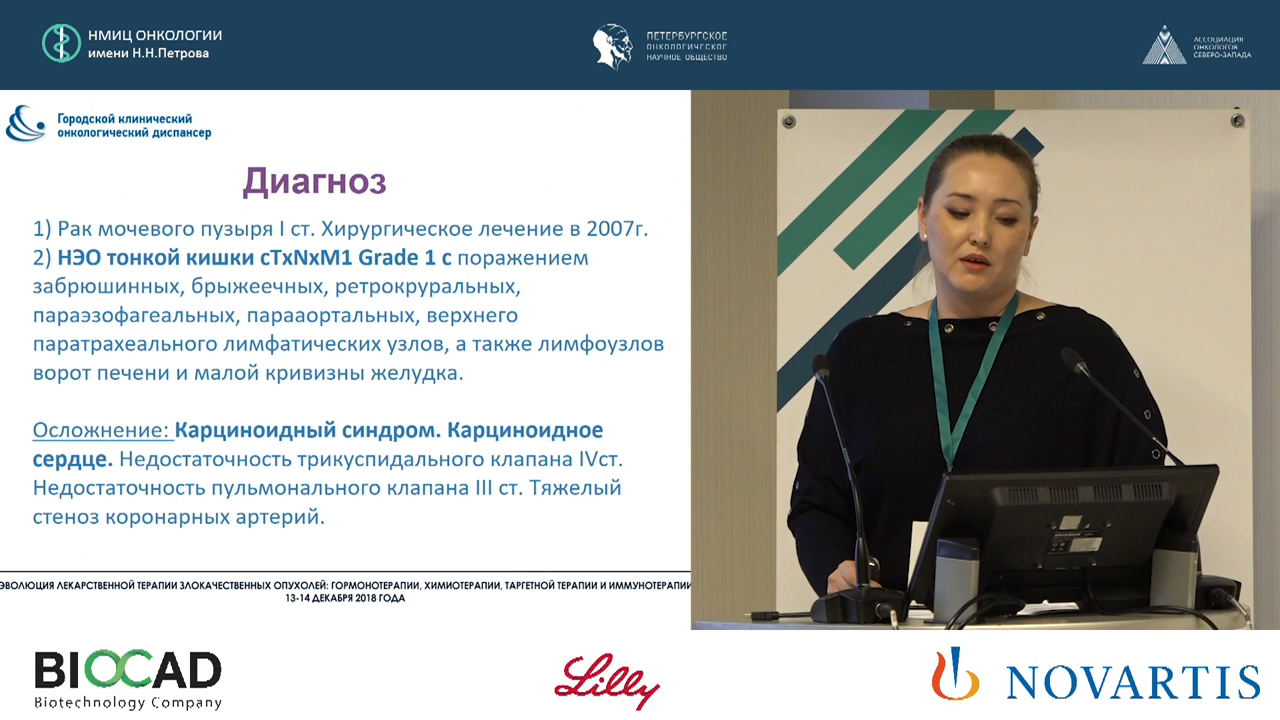 НМИЦ ОНКОЛОГИИ
имени Н.Н.Петрова
ПЕТЕРБУРГСКОЕ
ОНКОЛОГИЧЕСКОЕ
НАУЧНОЕ ОБЩЕСТВО
АССОЦИАЦИЯ
ОНКОЛОГОВ
СЕВЕРО-ЗАПАДА
Городской клинический
онкологический диспансер
Диагноз
1) Рак мочевого пузыря I ст. Хирургическое лечение в 2007г.
2) НЭО тонкой кишки cTxNxM1 Grade 1 с поражением
забрюшинных, брыжеечных, ретрокруральных,
параэзофагеальных, парааортальных, верхнего
паратрахеального лимфатических узлов, а также лимфоузлов
ворот печени и малой кривизны желудка.
Осложнение: Карциноидный синдром. Карциноидное
сердце. Недостаточность трикуспидального клапана IVст.
Недостаточность пульмонального клапана III ст. Тяжелый
стеноз коронарных артерий.
ЭВОЛЮЦИЯ ЛЕКАРСТВЕННОЙ ТЕРАПИИ ЗЛОКАЧЕСТВЕННЫХ ОПУХОЛЕЙ: ГОРМОНОТЕРАПИИ, ХИМИОТЕРАПИИ, ТАРГЕТНОЙ ТЕРАПИИ И ИММУНОТЕРАПИИ
13-14 ДЕКАБРЯ 2018 ГОДА
BIOCAD
Biotechnology Company
Lilly
NOVARTIS